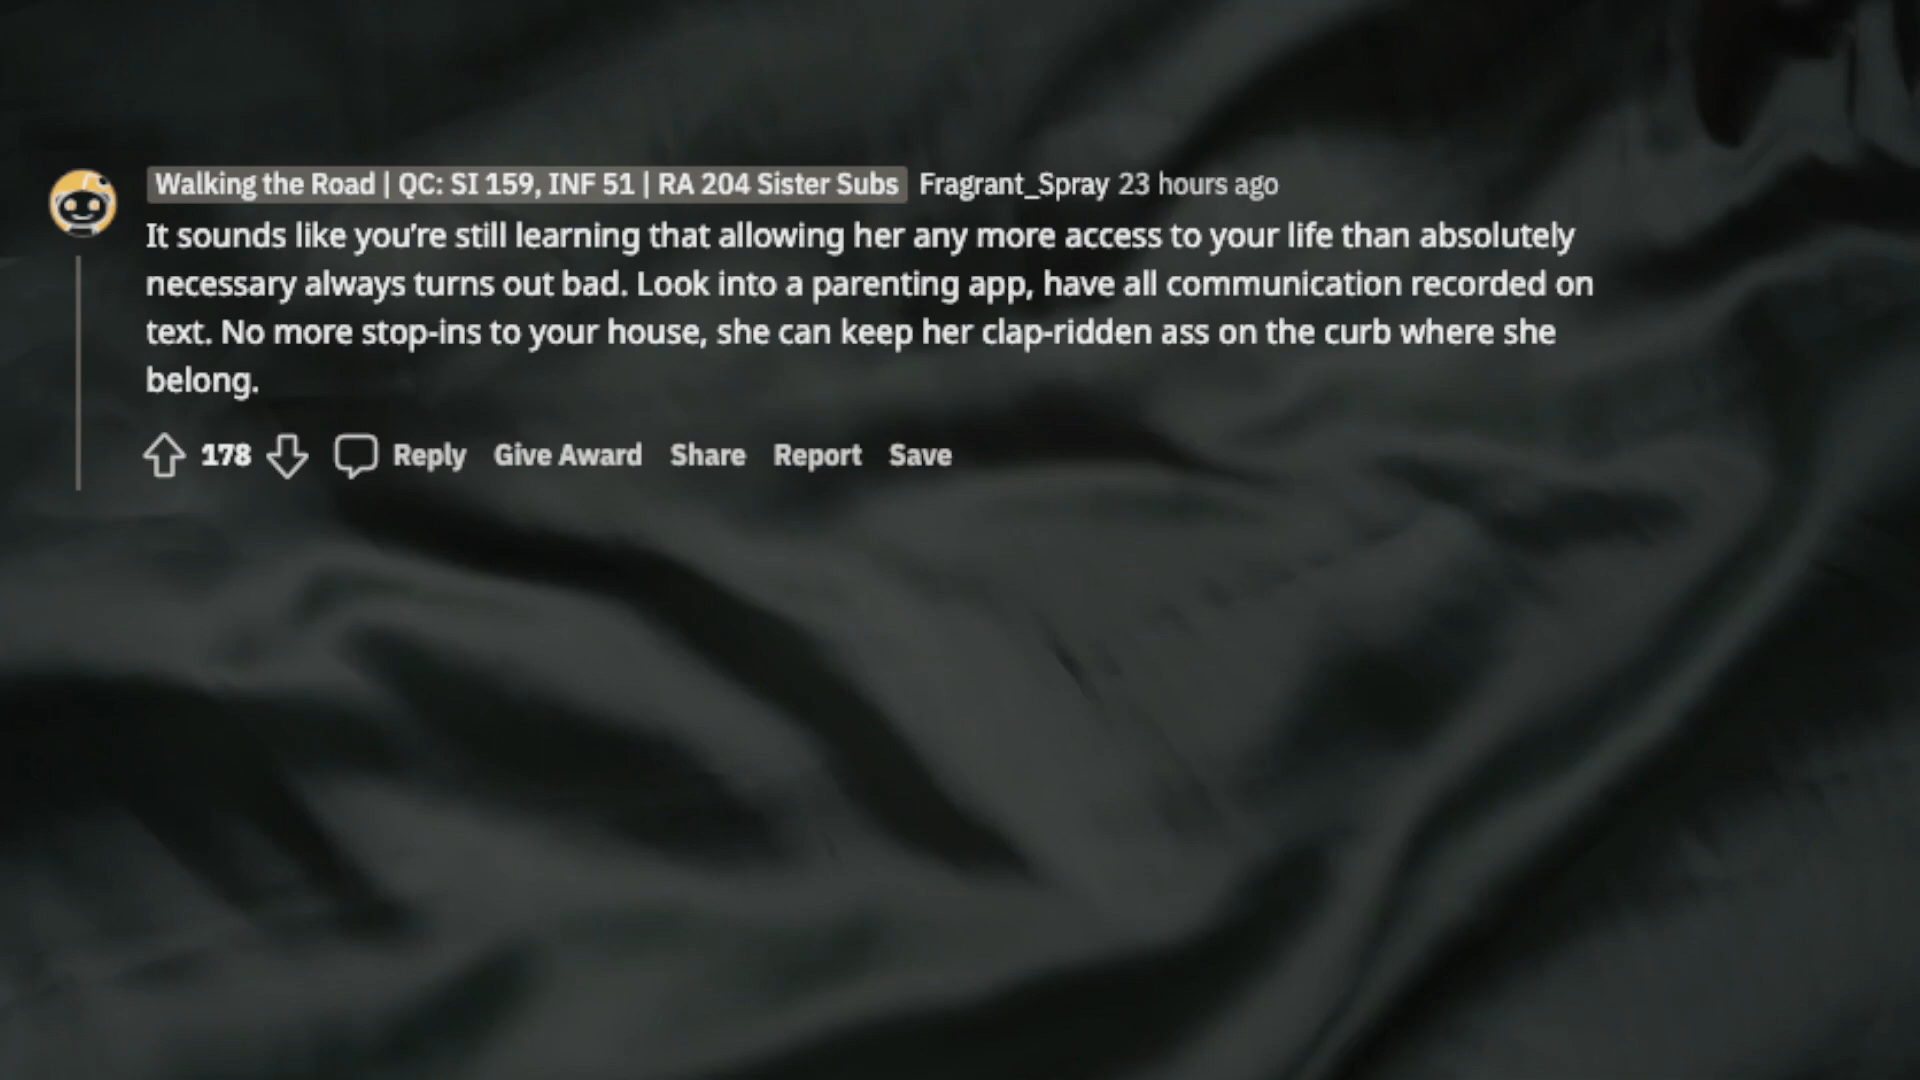 Walking the Road | QC: SI 159, INF 51 | RA 204 Sister Subs Fragrant_Spray 23 hours ago
It sounds like you're still learning that allowing her any more access to your life than absolutely
necessary always turns out bad. Look into a parenting app, have all communication recorded on
text. No more stop-ins to your house, she can keep her clap-ridden ass on the curb where she
belong.
178 Reply Give Award Share Report Save